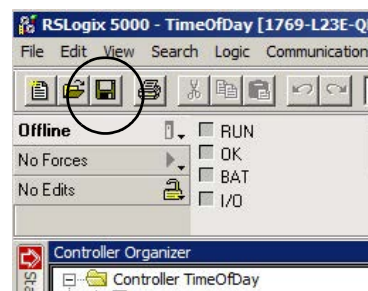 RSLogix 5000 - TimeOfDay [1769-L23E-Q
File Edit View Search Logic Communication
Offline
RUN
No Forces
OK
BAT
No Edits
I/O
Controller Organizer
Controller TimeOfDay